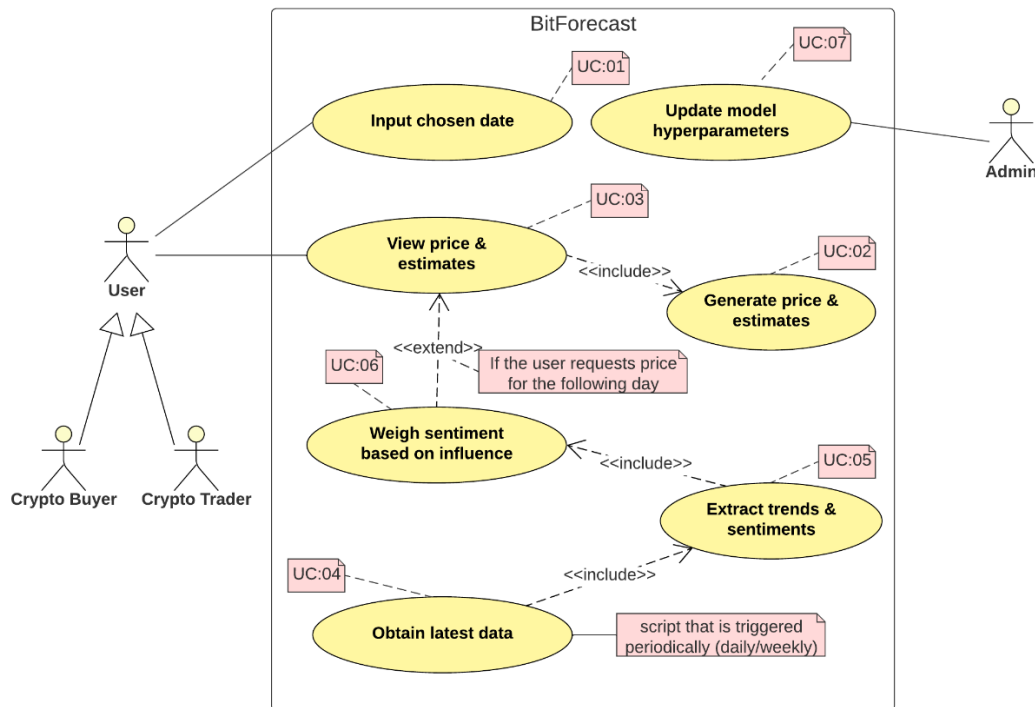 BitForecast
UC:01
UC:07
Input chosen date
Update model
hyperparameters
Admin
UC:03
View price &
estimates
User
<<include>>
UC:02
Generate price &
estimates
<<extend>>
If the user requests price
for the following day
UC:06
Weigh sentiment
based on influence
Crypto Buyer
Crypto Trader
<<include>>
UC:05
Extract trends &
sentiments
<<include>>
UC:04
Obtain latest data
script that is triggered
periodically (daily/weekly)